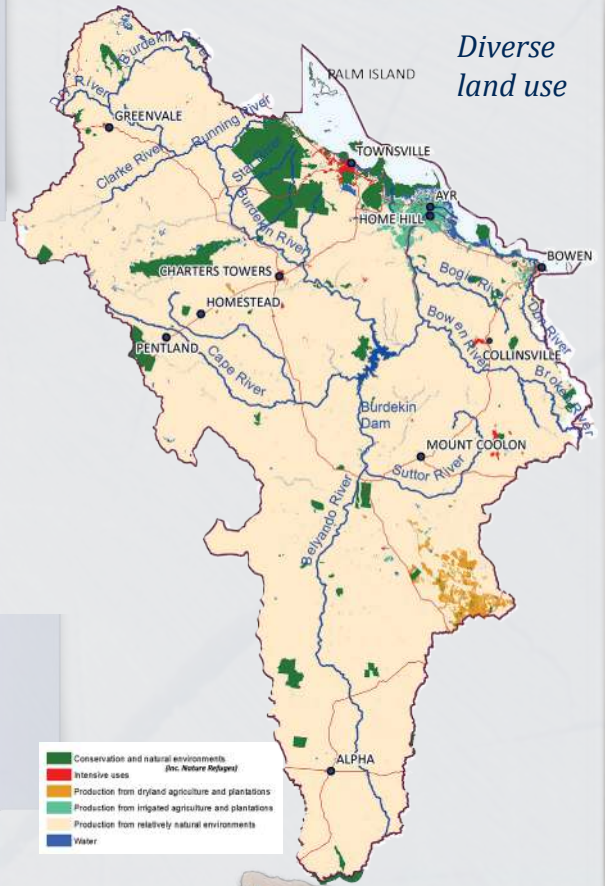 Diverse
land use
Burdekin River
PALM ISLAND
Dry River
GREENVALE
Running River
Clarke River
Star River
TOWNSVILLE
AYR
HOME HILL
Burdekin River
BOWEN
CHARTERS TOWERS
Bogie River
HOMESTEAD
Don River
Bowen River
PENTLAND
COLLINSVILLE
Cape River
Broken River
Burdekin
Dam
MOUNT COOLON
Suttor River
Belyando River
ALPHA
Conservation and natural environments
(inc. Nature Refuges)
Intensive uses
Production from dryland agriculture and plantations
Production from irrigated agriculture and plantations
Production from relatively natural environments
Water